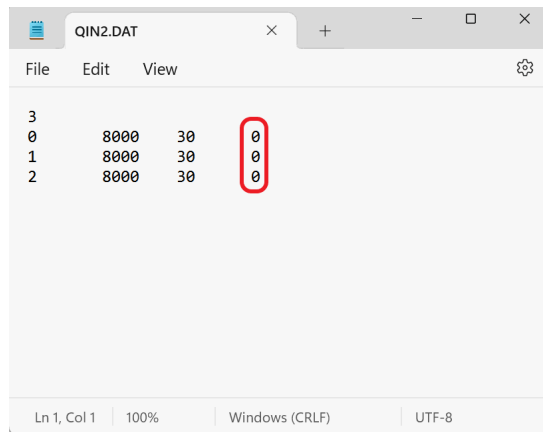 QIN2.DAT
File Edit View
3
0 8000 30 0
1 8000 30 0
2 8000 30 0
Ln 1, Col 1 100% Windows (CRLF) UTF-8